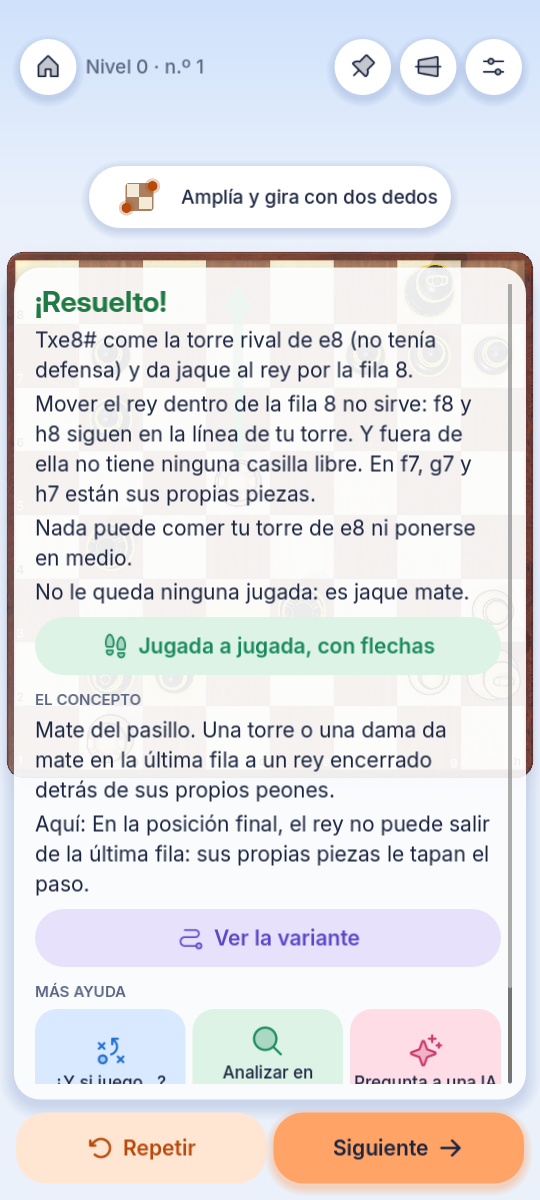 Nivel 0 · n.º 1
Amplía y gira con dos dedos
¡Resuelto!
Txe8# come la torre rival de e8 (no tenía
defensa) y da jaque al rey por la fila 8.
Mover el rey dentro de la fila 8 no sirve: f8 y
h8 siguen en la línea de tu torre. Y fuera de
ella no tiene ninguna casilla libre. En f7, g7 y
h7 están sus propias piezas.
Nada puede comer tu torre de e8 ni ponerse
en medio.
No le queda ninguna jugada: es jaque mate.
Jugada a jugada, con flechas
EL CONCEPTO
Mate del pasillo. Una torre o una dama da
mate en la última fila a un rey encerrado
detrás de sus propios peones.
Aquí: En la posición final, el rey no puede salir
de la última fila: sus propias piezas le tapan el
paso.
Ver la variante
MÁS AYUDA
¿Y si juego...?
Analizar en
Pregunta a una IA
Repetir
Siguiente